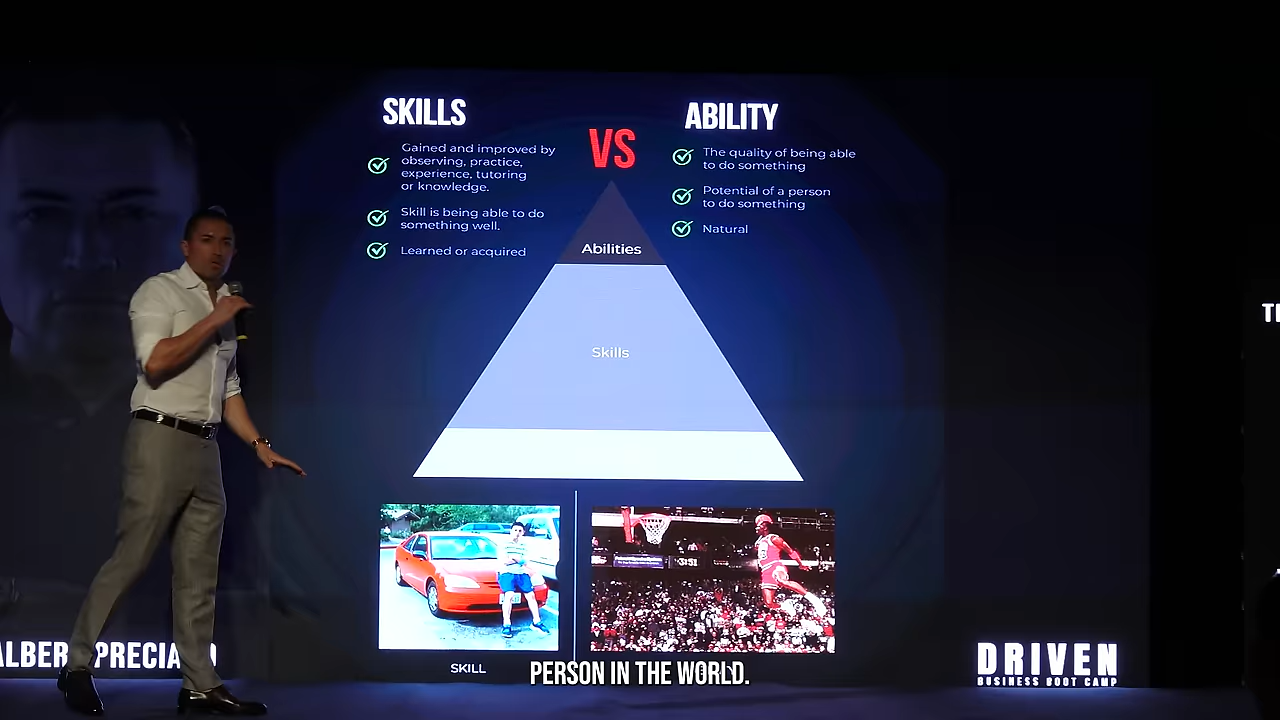 SKILLS
Gained and improved by
observing, practice,
experience, tutoring
or knowledge.
Skill is being able to do
something well.
Learned or acquired
VS
ABILITY
The quality of being able
to do something
Potential of a person
to do something
Natural
Abilities
Skills
SKILL
PERSON IN THE WORLD.
DRIVEN
BUSINESS BOOT CAMP